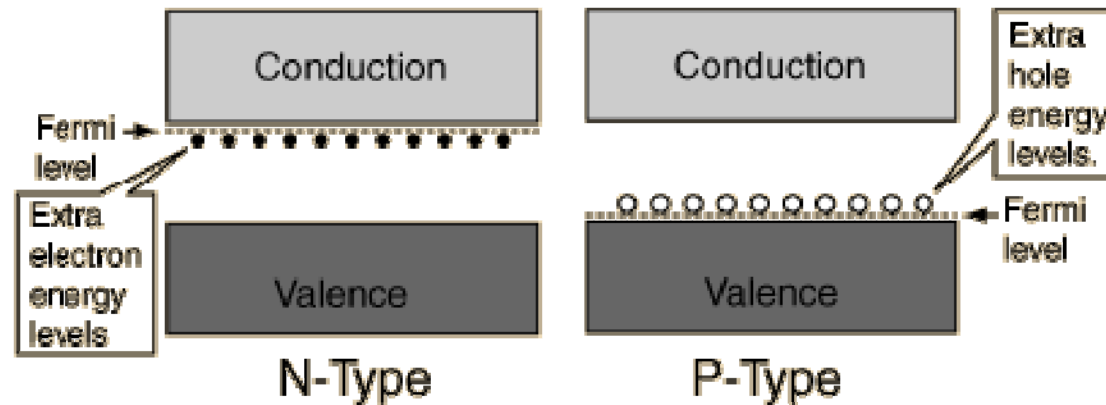 Conduction
Fermi
level
Extra
electron
energy
levels
Valence
N-Type
Conduction
Extra
hole
energy
levels.
Fermi
level
Valence
P-Type